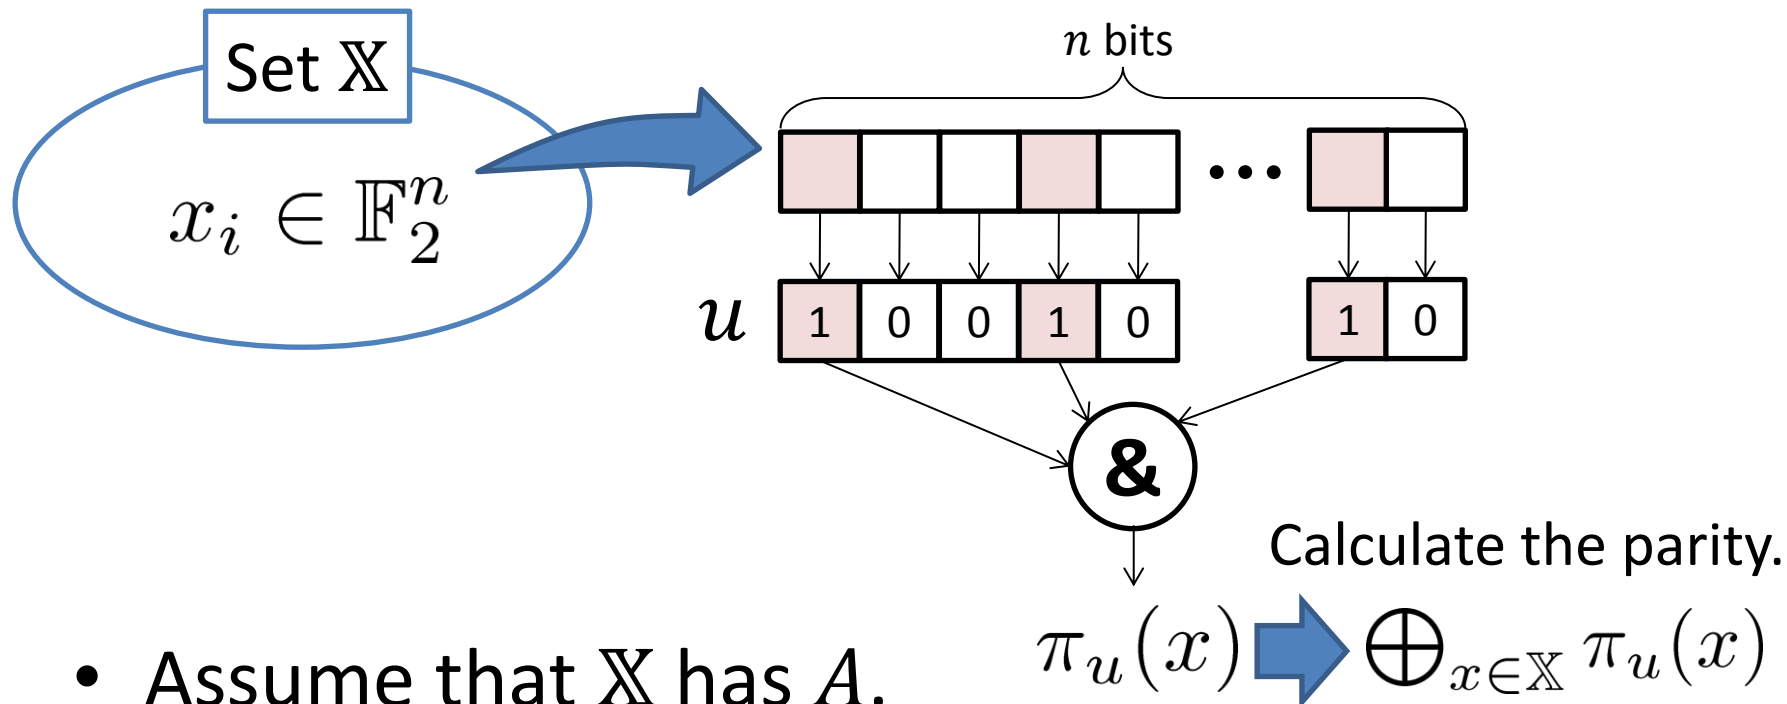 Set 𝕏
x_i ∈ 𝔽_2^n
n bits
•••
u 1 0 0 1 0 1 0
&
Calculate the parity.
π_u(x) ⊕_{x∈𝕏} π_u(x)
• Assume that 𝕏 has A.